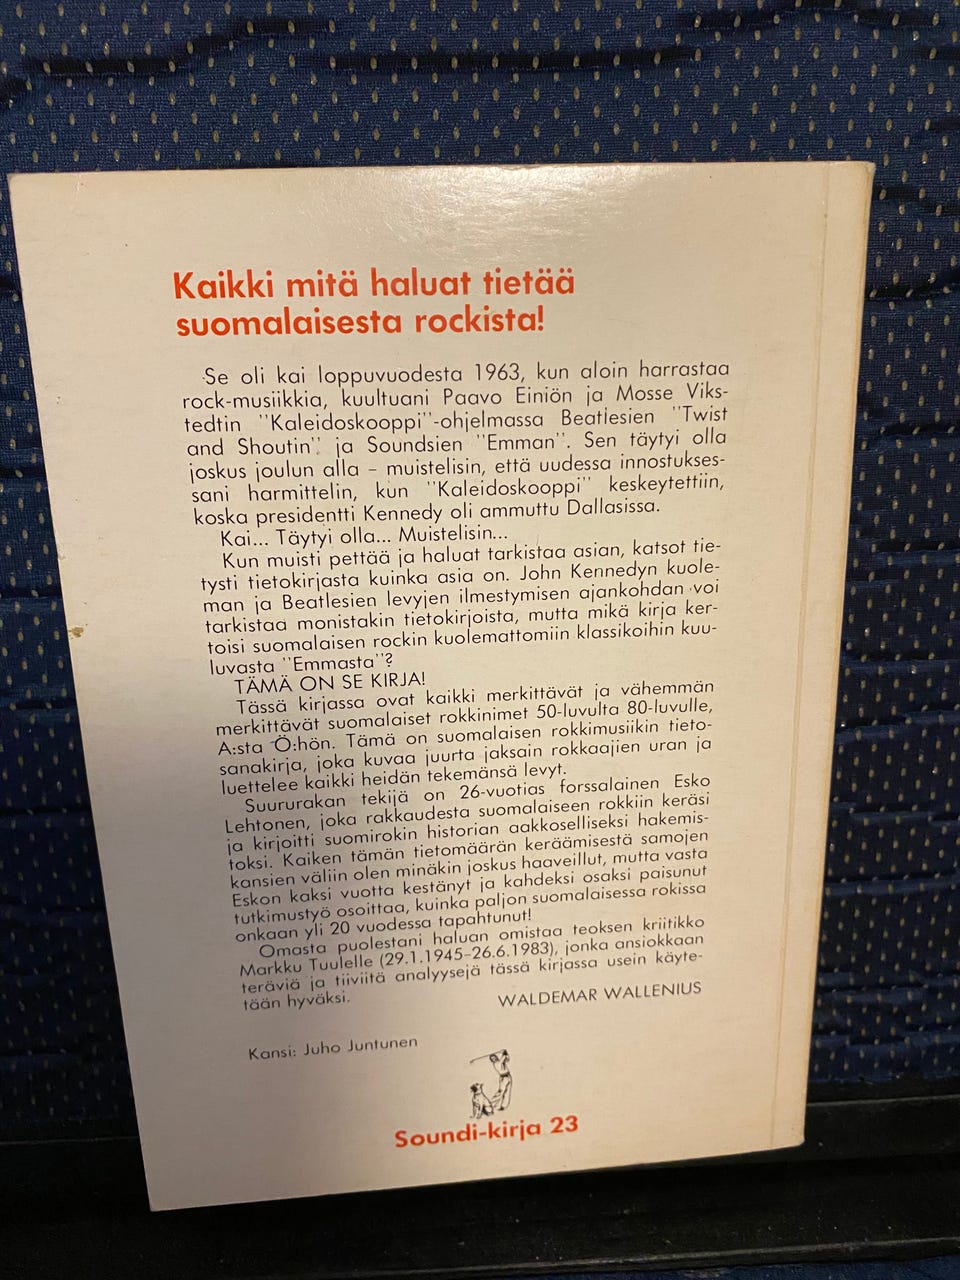 Kaikki mitä haluat tietää
suomalaisesta rockista!
Se oli kai loppuvuodesta 1963, kun aloin harrastaa
rock-musiikkia, kuultuani Paavo Einiön ja Mosse Viks-
tedtin "Kaleidoskooppi"-ohjelmassa Beatlesien "Twist
and Shoutin" ja Soundsien "Emman". Sen täytyi olla
joskus joulun alla – muistelisin, että uudessa innostukses-
sani harmittelin, kun "Kaleidoskooppi" keskeytettiin,
koska presidentti Kennedy oli ammuttu Dallasissa.
Kai... Täytyi olla... Muistelisin...
Kun muisti pettää ja haluat tarkistaa asian, katsot tie-
tysti tietokirjasta kuinka asia on. John Kennedyn kuole-
man ja Beatlesien levyjen ilmestymisen ajankohdan voi
tarkistaa monistakin tietokirjoista, mutta mikä kirja ker-
toisi suomalaisen rockin kuolemattomiin klassikoihin kuu-
luvasta "Emmasta"?
TÄMÄ ON SE KIRJA!
Tässä kirjassa ovat kaikki merkittävät ja vähemmän
merkittävät suomalaiset rokkinimet 50-luvulta 80-luvulle,
A:sta Ö:hön. Tämä on suomalaisen rokkimusiikin tieto-
sanakirja, joka kuvaa juurta jaksain rokkaajien uran ja
luettelee kaikki heidän tekemänsä levyt.
Suururakan tekijä on 26-vuotias forssalainen Esko
Lehtonen, joka rakkaudesta suomalaiseen rokkiin keräsi
ja kirjoitti suomirokin historian aakkoselliseksi hakemis-
toksi. Kaiken tämän tietomäärän keräämisestä samojen
kansien väliin olen minäkin joskus haaveillut, mutta vasta
Eskon kaksi vuotta kestänyt ja kahdeksi osaksi paisunut
tutkimustyö osoittaa, kuinka paljon suomalaisessa rokissa
onkaan yli 20 vuodessa tapahtunut!
Omasta puolestani haluan omistaa teoksen kriitikko
Markku Tuulelle (29.1.1945-26.6.1983), jonka ansiokkaan
teräviä ja tiiviitä analyysejä tässä kirjassa usein käyte-
tään hyväksi.
WALDEMAR WALLENIUS
Kansi: Juho Juntunen
Soundi-kirja 23